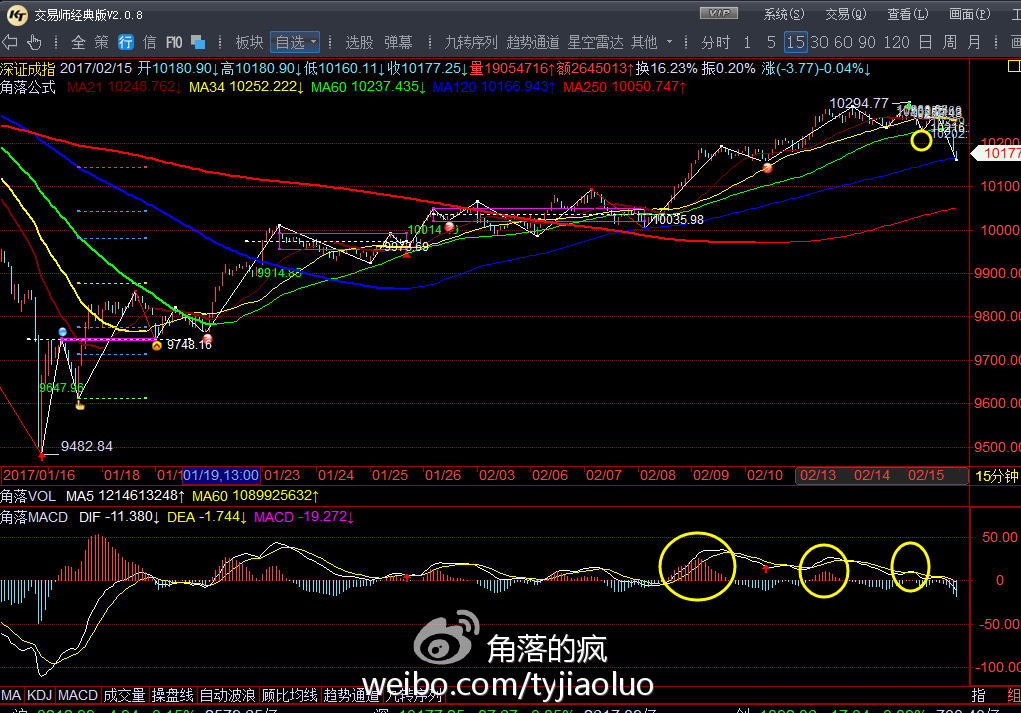 交易师经典版V2.0.8 VIP 系统(S) 交易(Q) 查看(L) 画面(P) 工
全 策 行 信 F10 板块 自选 选股 弹幕 九转序列 趋势通道 星空雷达 其他 分时 1 5 15 30 60 90 120 日 周 月 画
深证成指 2017/02/15 开10180.90↓高10180.90↓低10160.11↓收10177.25↓量19054716↑额2645013↑换16.23% 振0.20% 涨(-3.77)-0.04%↓
角落公式 MA21 10248.762↓ MA34 10252.222↓ MA60 10237.435↓ MA120 10166.943↑ MA250 10050.747↑
10294.77
10200
10177
10100
10035.98
10014
10000
9979.69
9914.85
9900.00
9800.00
9748.16
9700.00
9647.96
9600.00
9500.00
9482.84
2017/01/16 01/18 01/1 01/19,13:00 01/23 01/24 01/25 01/26 02/03 02/06 02/07 02/08 02/09 02/10 02/13 02/14 02/15 15分钟
角落VOL MA5 1214613248↑ MA60 1089925632↑
角落MACD DIF -11.380↓ DEA -1.744↓ MACD -19.272↓
50.00
0
-50.00
-100.00
角落的疯
weibo.com/tyjiaoluo
MA KDJ MACD 成交量 操盘线 自动波浪 顾比均线 趋势通道 九转序列 指 组